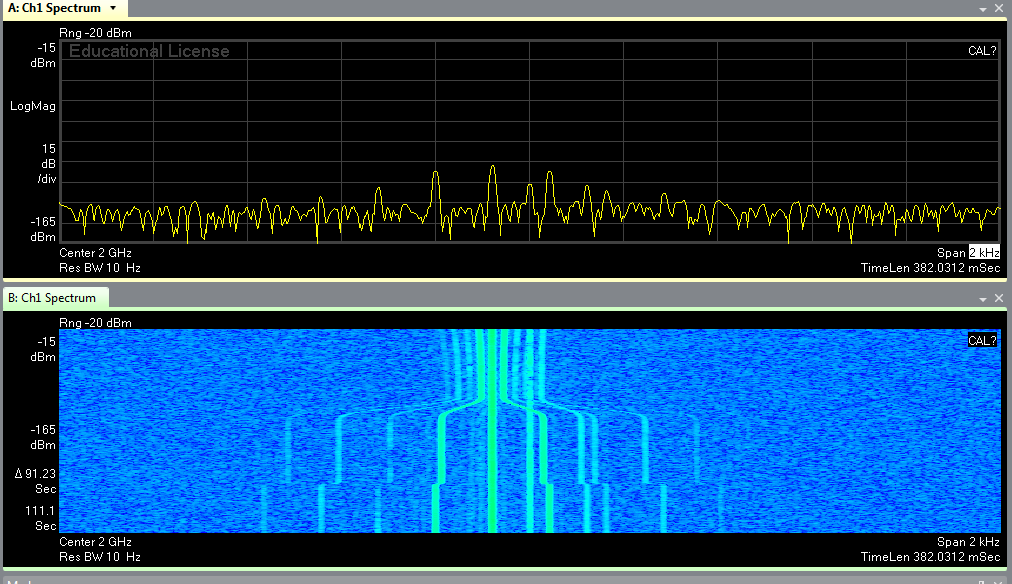 A: Ch1 Spectrum
Rng -20 dBm
-15
dBm
Educational License
CAL?
LogMag
15
dB
/div
-165
dBm
Center 2 GHz
Span 2 kHz
Res BW 10 Hz
TimeLen 382.0312 mSec
B: Ch1 Spectrum
Rng -20 dBm
-15
dBm
CAL?
-165
dBm
Δ 91.23
Sec
111.1
Sec
Center 2 GHz
Span 2 kHz
Res BW 10 Hz
TimeLen 382.0312 mSec